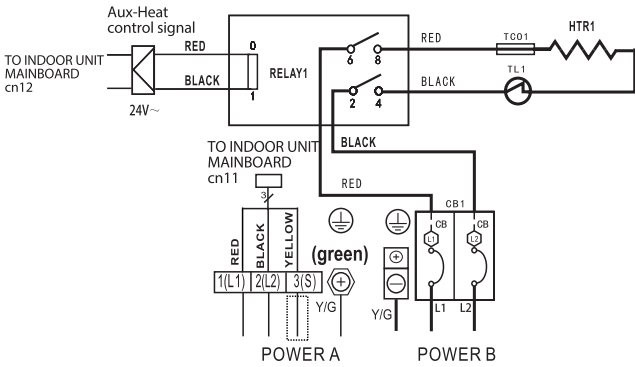 Aux-Heat
control signal
TO INDOOR UNIT
MAINBOARD
cn12
RED
BLACK
24V~
0
1
RELAY1
6
8
2
4
RED
TCO1
HTR1
BLACK
TL1
BLACK
RED
TO INDOOR UNIT
MAINBOARD
cn11
3
RED
BLACK
YELLOW
(green)
1(L1)
2(L2)
3(S)
Y/G
Y/G
CB1
CB
CB
L1
L2
L1
L2
POWER A
POWER B